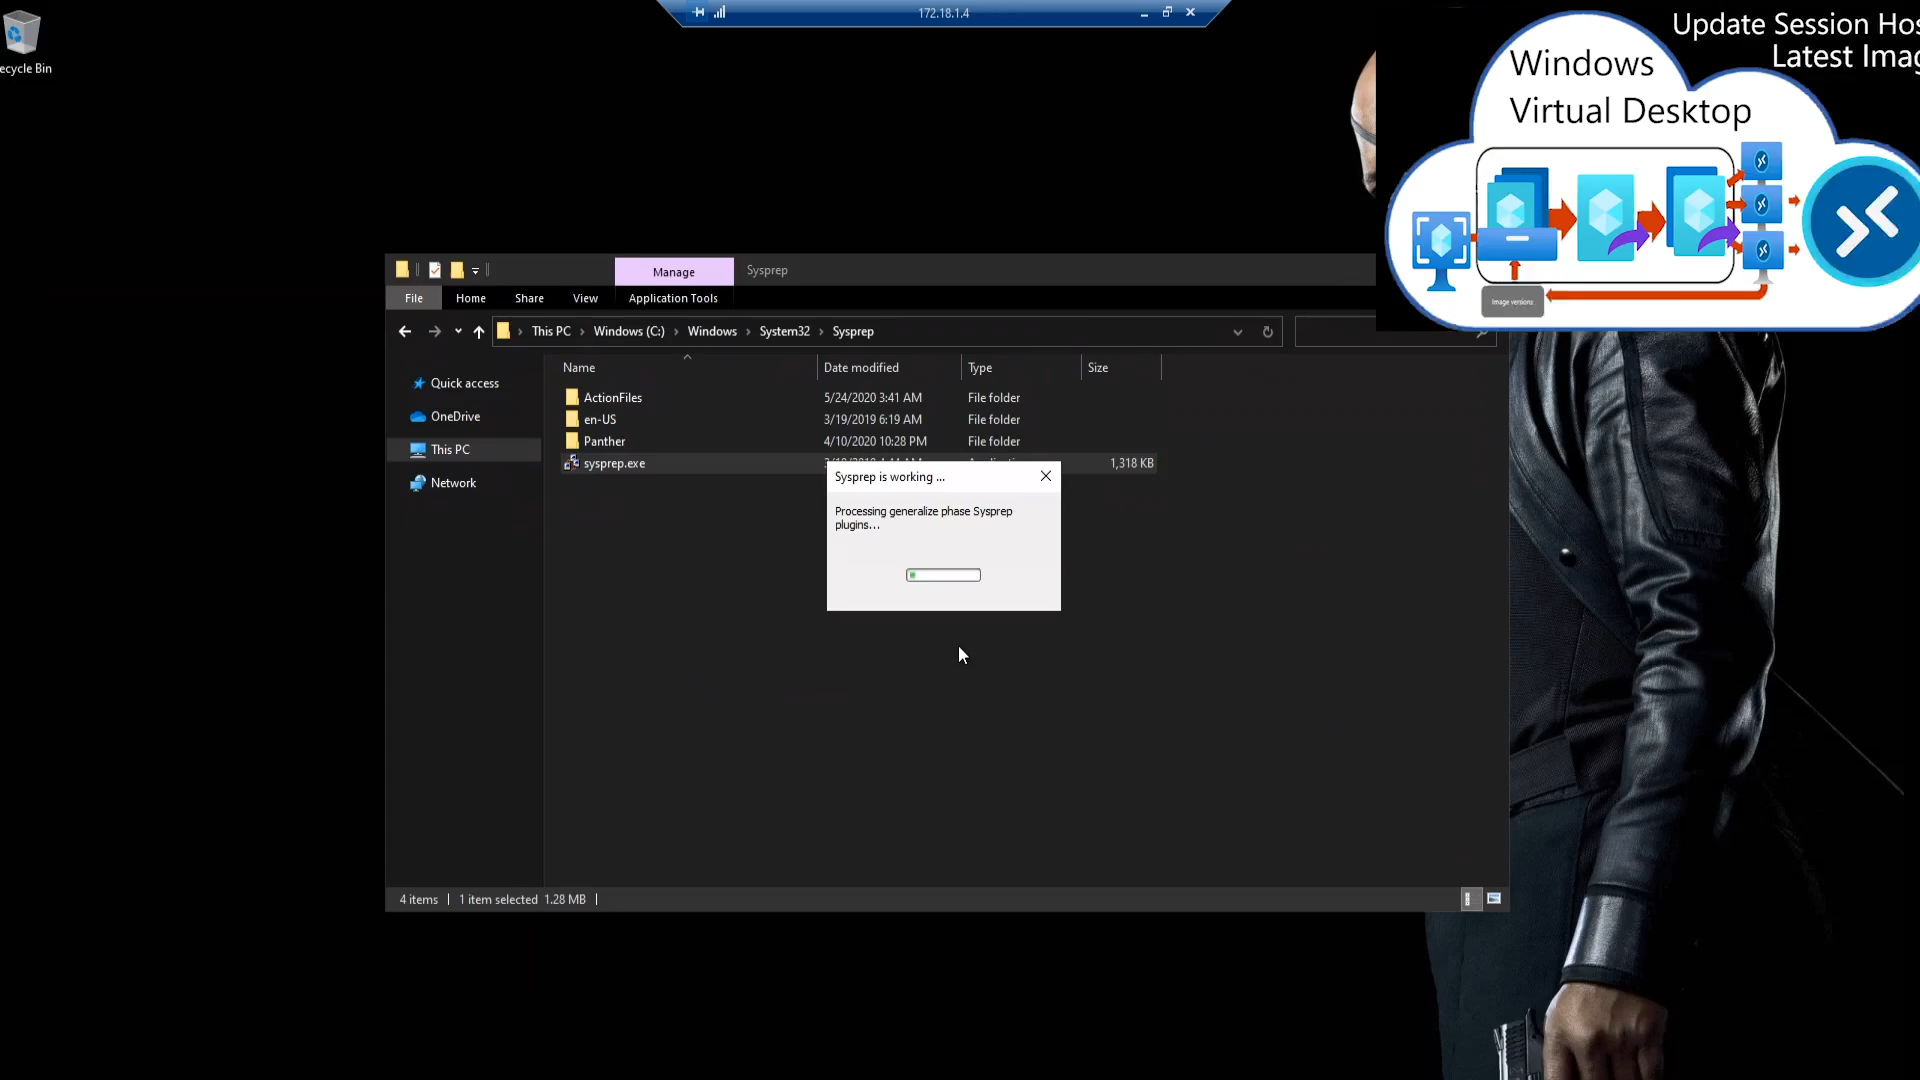 172.18.1.4
ecycle Bin
Update Session Hos
Latest Imag
Windows
Virtual Desktop
Image versions
Manage
Sysprep
File
Home
Share
View
Application Tools
This PC
Windows (C:)
Windows
System32
Sysprep
Name
Date modified
Type
Size
Quick access
OneDrive
This PC
Network
ActionFiles
5/24/2020 3:41 AM
File folder
en-US
3/19/2019 6:19 AM
File folder
Panther
4/10/2020 10:28 PM
File folder
sysprep.exe
1,318 KB
Sysprep is working ...
Processing generalize phase Sysprep
plugins...
4 items
1 item selected 1.28 MB